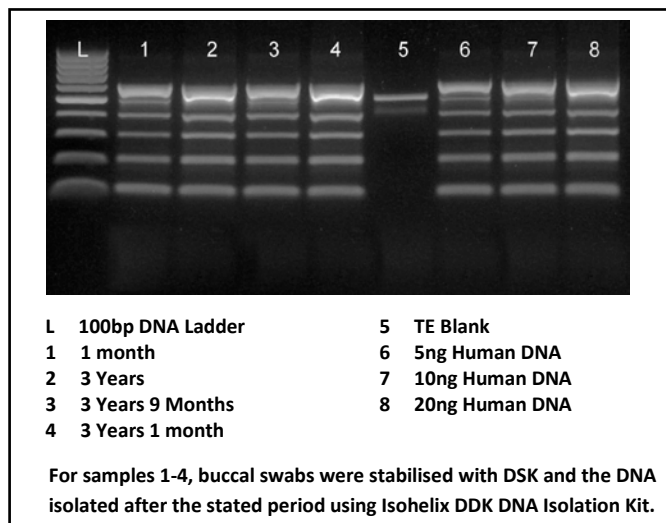 L 1 2 3 4 5 6 7 8
L 100bp DNA Ladder
1 1 month
2 3 Years
3 3 Years 9 Months
4 3 Years 1 month
5 TE Blank
6 5ng Human DNA
7 10ng Human DNA
8 20ng Human DNA
For samples 1-4, buccal swabs were stabilised with DSK and the DNA
isolated after the stated period using Isohelix DDK DNA Isolation Kit.